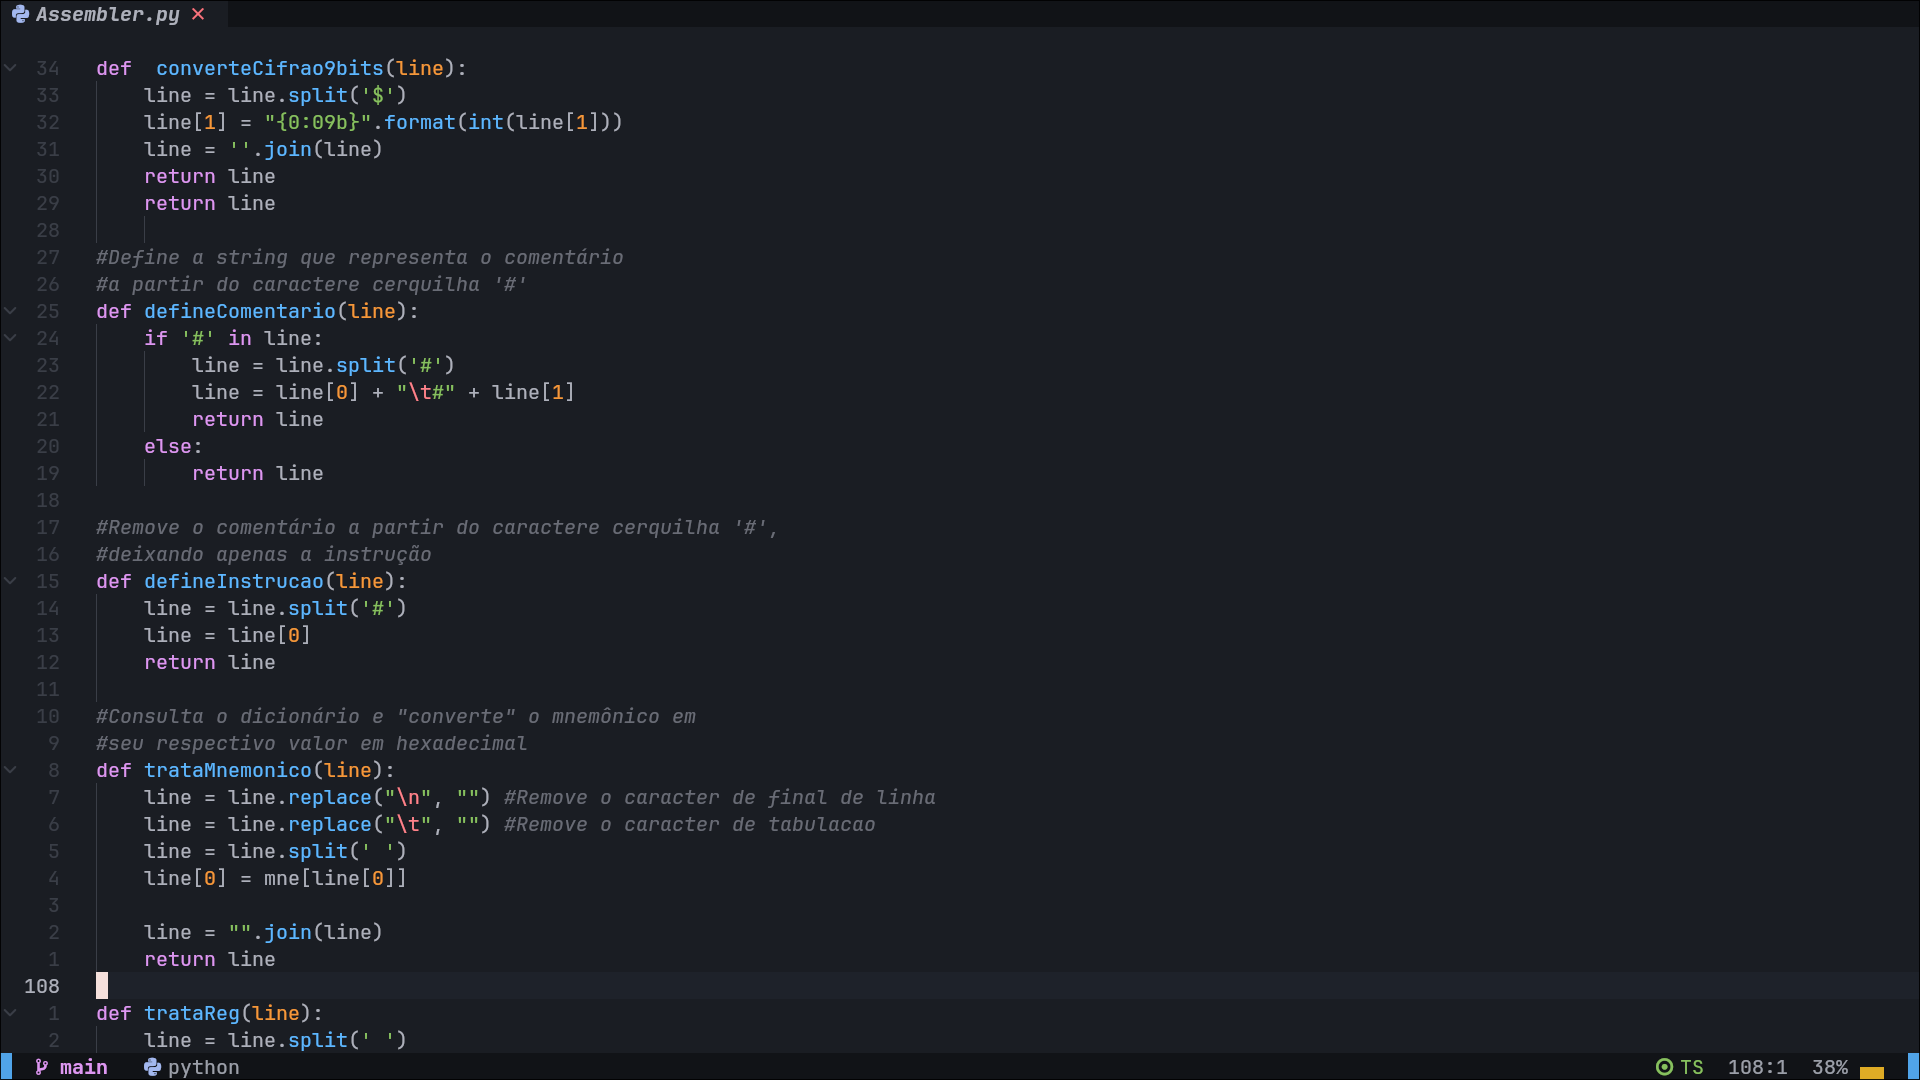 Assembler.py ×
34 def  converteCifrao9bits(line):
33     line = line.split('$')
32     line[1] = "{0:09b}".format(int(line[1]))
31     line = ''.join(line)
30     return line
29     return line
28
27 #Define a string que representa o comentário
26 #a partir do caractere cerquilha '#'
25 def defineComentario(line):
24     if '#' in line:
23         line = line.split('#')
22         line = line[0] + "\t#" + line[1]
21         return line
20     else:
19         return line
18
17 #Remove o comentário a partir do caractere cerquilha '#',
16 #deixando apenas a instrução
15 def defineInstrucao(line):
14     line = line.split('#')
13     line = line[0]
12     return line
11
10 #Consulta o dicionário e "converte" o mnemônico em
9 #seu respectivo valor em hexadecimal
8 def trataMnemonico(line):
7     line = line.replace("\n", "") #Remove o caracter de final de linha
6     line = line.replace("\t", "") #Remove o caracter de tabulacao
5     line = line.split(' ')
4     line[0] = mne[line[0]]
3
2     line = "".join(line)
1     return line
108
1 def trataReg(line):
2     line = line.split(' ')
main python TS 108:1 38%